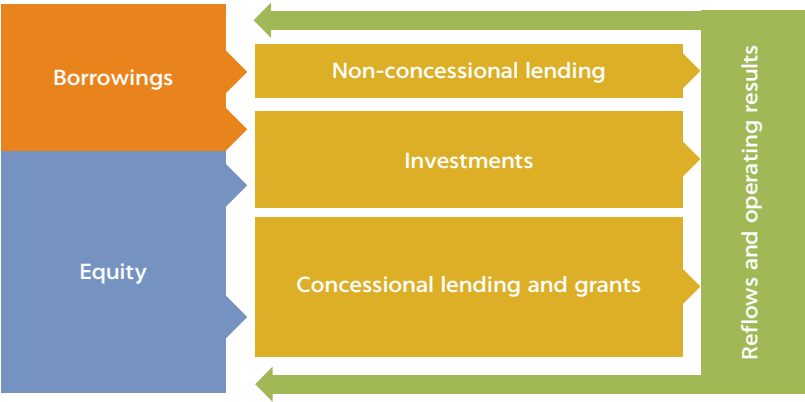 Borrowings
Non-concessional lending
Investments
Equity
Concessional lending and grants
Reflows and operating results